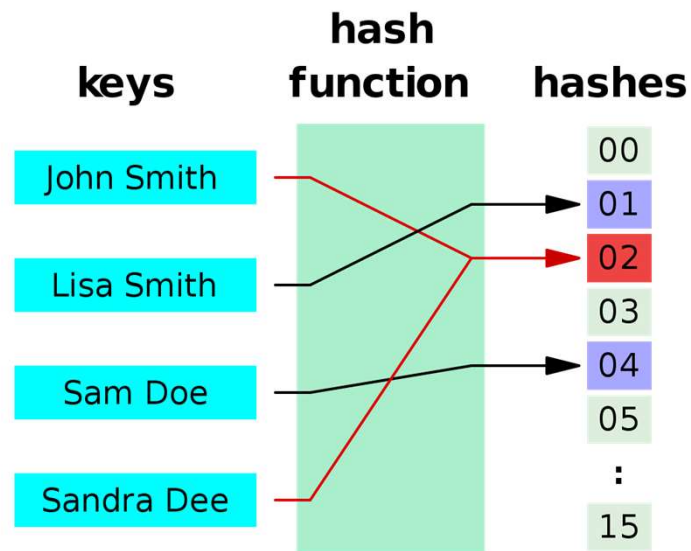 keys
hash
function
hashes
John Smith
Lisa Smith
Sam Doe
Sandra Dee
00
01
02
03
04
05
:
15